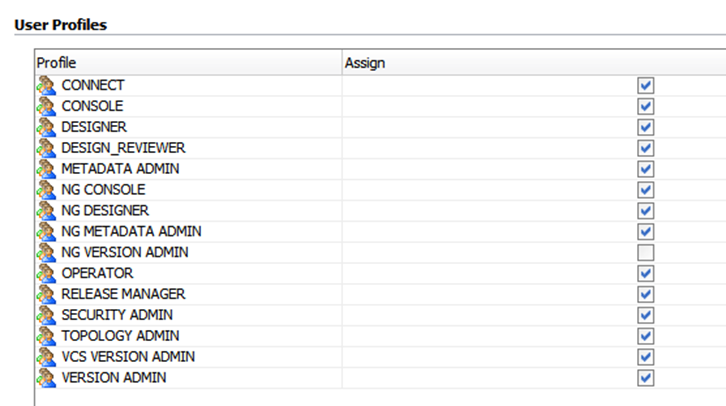 User Profiles
Profile Assign
CONNECT
CONSOLE
DESIGNER
DESIGN_REVIEWER
METADATA ADMIN
NG CONSOLE
NG DESIGNER
NG METADATA ADMIN
NG VERSION ADMIN
OPERATOR
RELEASE MANAGER
SECURITY ADMIN
TOPOLOGY ADMIN
VCS VERSION ADMIN
VERSION ADMIN